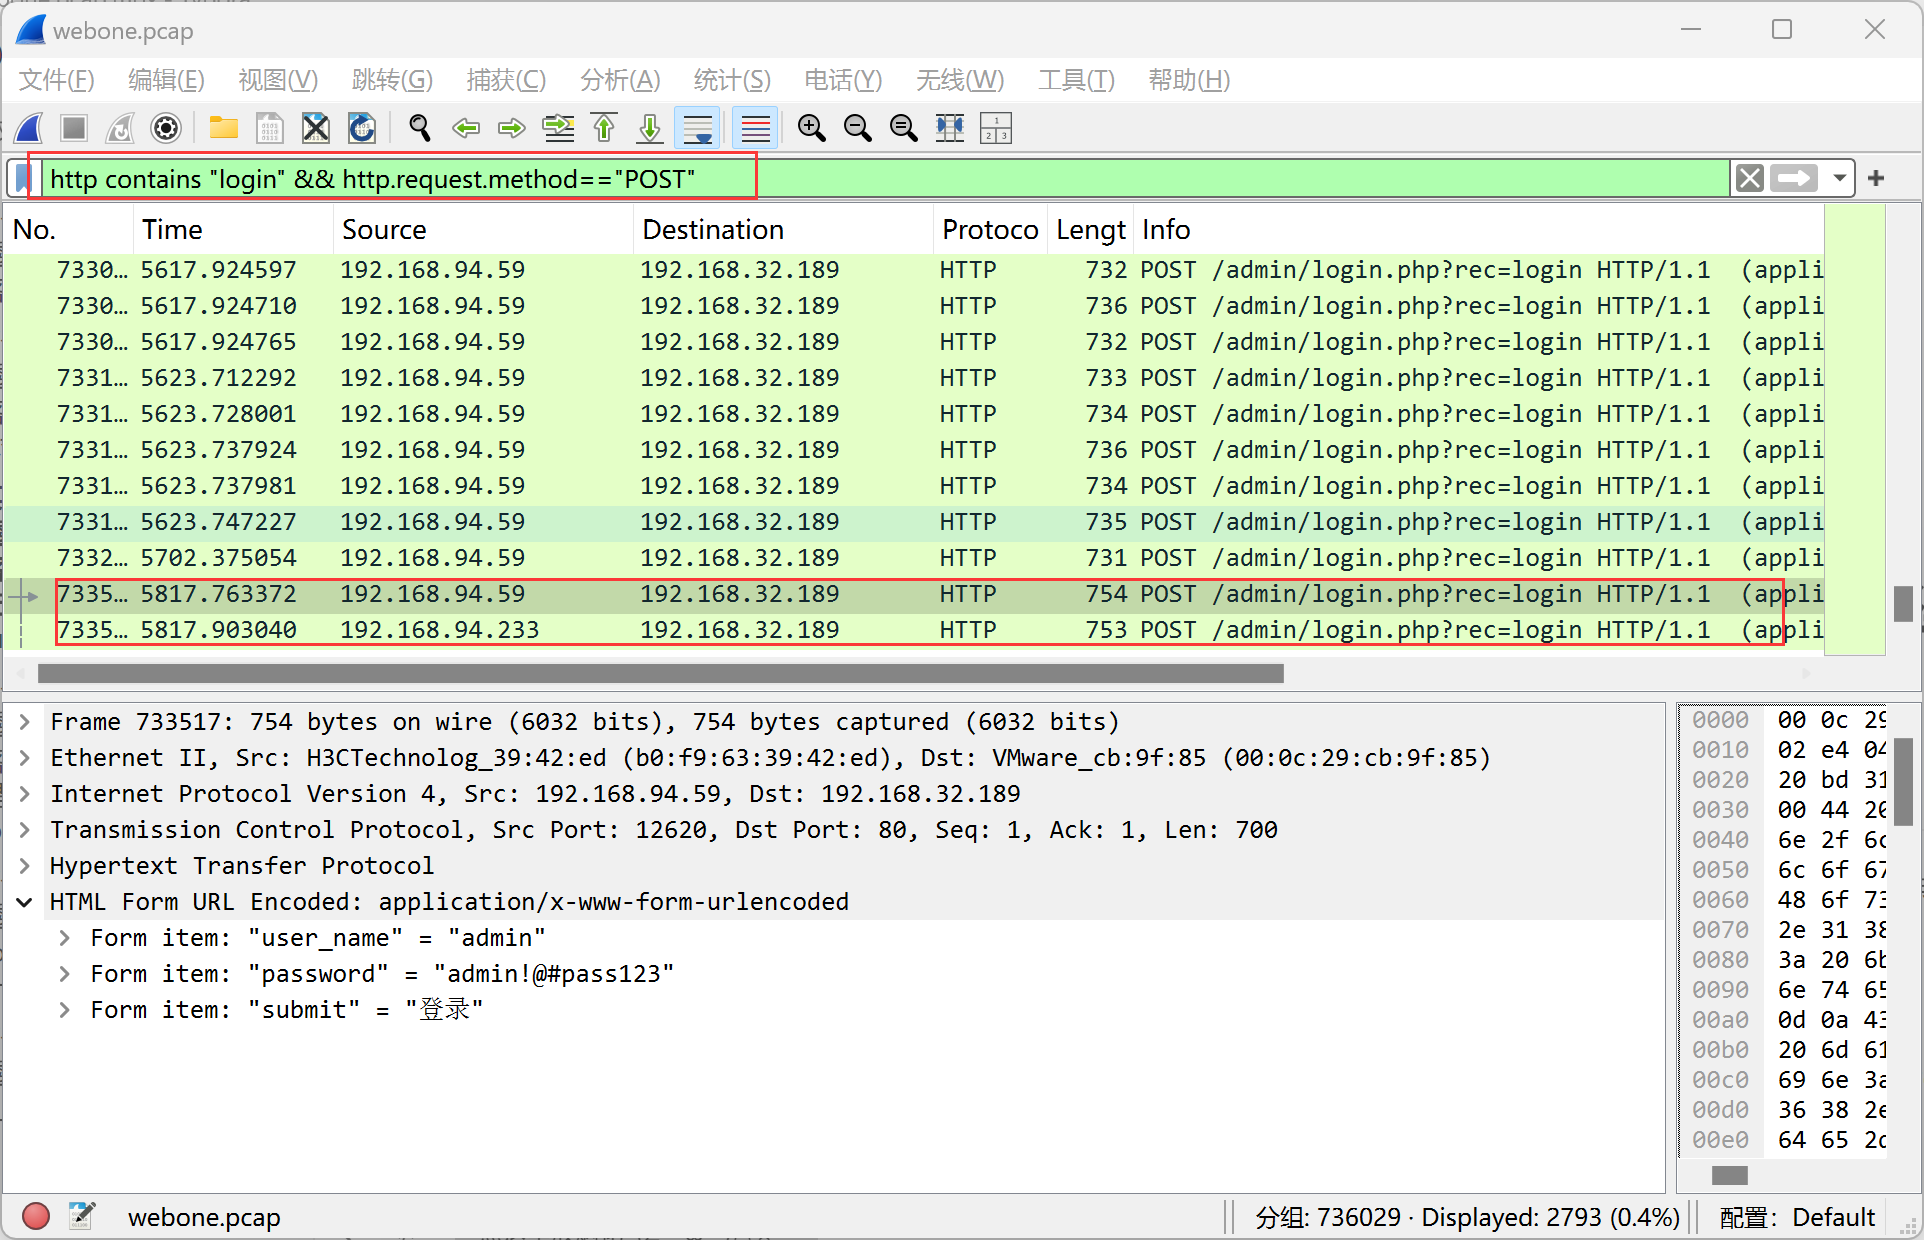 webone.pcap
文件(F) 编辑(E) 视图(V) 跳转(G) 捕获(C) 分析(A) 统计(S) 电话(Y) 无线(W) 工具(T) 帮助(H)
http contains "login" && http.request.method=="POST"
No. Time Source Destination Protoco Lengt Info
7330… 5617.924597 192.168.94.59 192.168.32.189 HTTP 732 POST /admin/login.php?rec=login HTTP/1.1 (appli
7330… 5617.924710 192.168.94.59 192.168.32.189 HTTP 736 POST /admin/login.php?rec=login HTTP/1.1 (appli
7330… 5617.924765 192.168.94.59 192.168.32.189 HTTP 732 POST /admin/login.php?rec=login HTTP/1.1 (appli
7331… 5623.712292 192.168.94.59 192.168.32.189 HTTP 733 POST /admin/login.php?rec=login HTTP/1.1 (appli
7331… 5623.728001 192.168.94.59 192.168.32.189 HTTP 734 POST /admin/login.php?rec=login HTTP/1.1 (appli
7331… 5623.737924 192.168.94.59 192.168.32.189 HTTP 736 POST /admin/login.php?rec=login HTTP/1.1 (appli
7331… 5623.737981 192.168.94.59 192.168.32.189 HTTP 734 POST /admin/login.php?rec=login HTTP/1.1 (appli
7331… 5623.747227 192.168.94.59 192.168.32.189 HTTP 735 POST /admin/login.php?rec=login HTTP/1.1 (appli
7332… 5702.375054 192.168.94.59 192.168.32.189 HTTP 731 POST /admin/login.php?rec=login HTTP/1.1 (appli
7335… 5817.763372 192.168.94.59 192.168.32.189 HTTP 754 POST /admin/login.php?rec=login HTTP/1.1 (appli
7335… 5817.903040 192.168.94.233 192.168.32.189 HTTP 753 POST /admin/login.php?rec=login HTTP/1.1 (appli
Frame 733517: 754 bytes on wire (6032 bits), 754 bytes captured (6032 bits)
Ethernet II, Src: H3CTechnolog_39:42:ed (b0:f9:63:39:42:ed), Dst: VMware_cb:9f:85 (00:0c:29:cb:9f:85)
Internet Protocol Version 4, Src: 192.168.94.59, Dst: 192.168.32.189
Transmission Control Protocol, Src Port: 12620, Dst Port: 80, Seq: 1, Ack: 1, Len: 700
Hypertext Transfer Protocol
HTML Form URL Encoded: application/x-www-form-urlencoded
Form item: "user_name" = "admin"
Form item: "password" = "admin!@#pass123"
Form item: "submit" = "登录"
0000 00 0c 29
0010 02 e4 04
0020 20 bd 31
0030 00 44 20
0040 6e 2f 6c
0050 6c 6f 67
0060 48 6f 73
0070 2e 31 38
0080 3a 20 6b
0090 6e 74 65
00a0 0d 0a 43
00b0 20 6d 61
00c0 69 6e 3a
00d0 36 38 2e
00e0 64 65 2d
webone.pcap
分组: 736029 · Displayed: 2793 (0.4%)
配置: Default